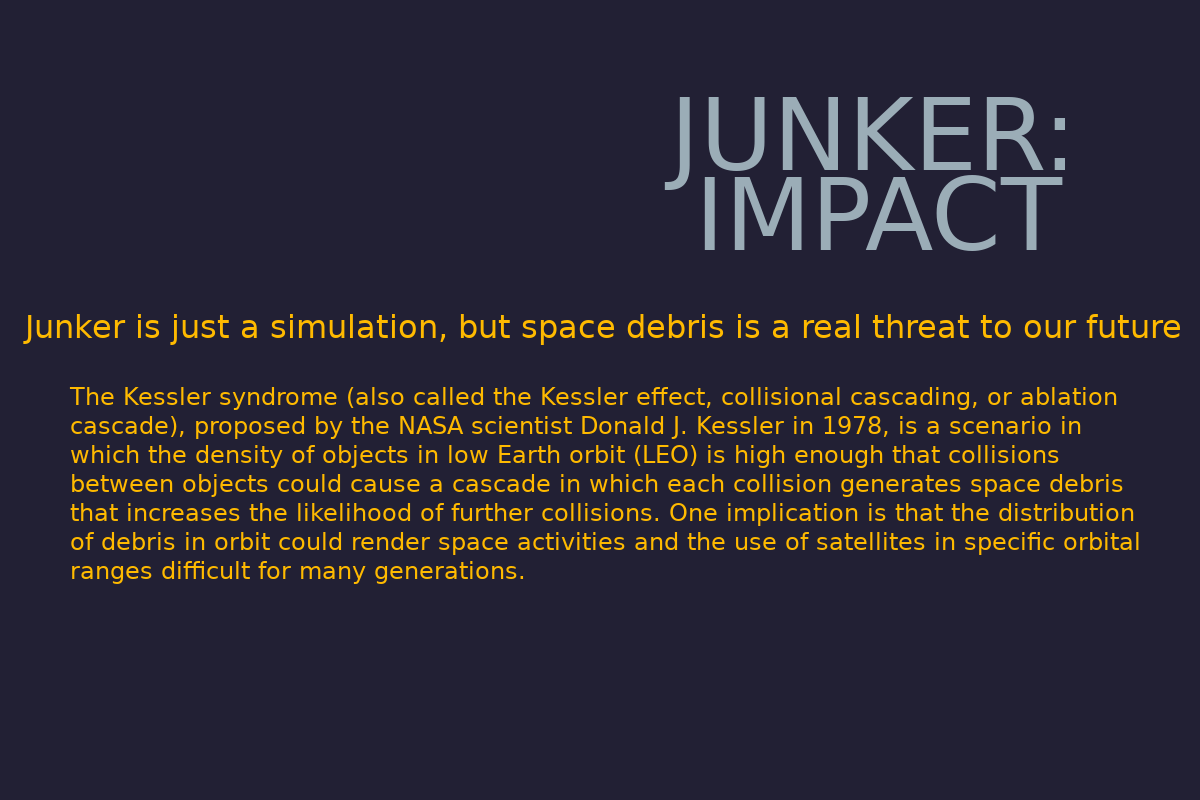 JUNKER:
IMPACT
Junker is just a simulation, but space debris is a real threat to our future
The Kessler syndrome (also called the Kessler effect, collisional cascading, or ablation
cascade), proposed by the NASA scientist Donald J. Kessler in 1978, is a scenario in
which the density of objects in low Earth orbit (LEO) is high enough that collisions
between objects could cause a cascade in which each collision generates space debris
that increases the likelihood of further collisions. One implication is that the distribution
of debris in orbit could render space activities and the use of satellites in specific orbital
ranges difficult for many generations.